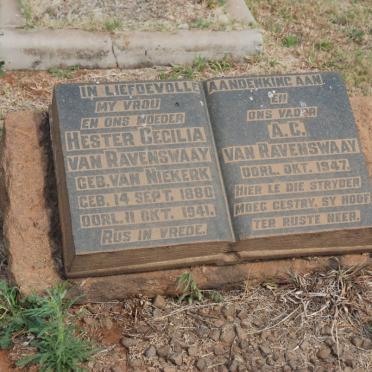 IN LIEFDEVOLLE AANDENKING AAN
MY VROU
EN ONS MOEDER
HESTER CECILIA
VAN RAVENSWAAY
GEB. VAN NIEKERK
GEB. 14 SEPT. 1880
OORL. 11 OKT. 1941.
RUS IN VREDE.
EN
ONS VADER
A.C.
VAN RAVENSWAAY
OORL. OKT. 1947.
HIER LE DIE STRYDER
MOEG GESTRY, SY HOOF
TER RUSTE NEER.